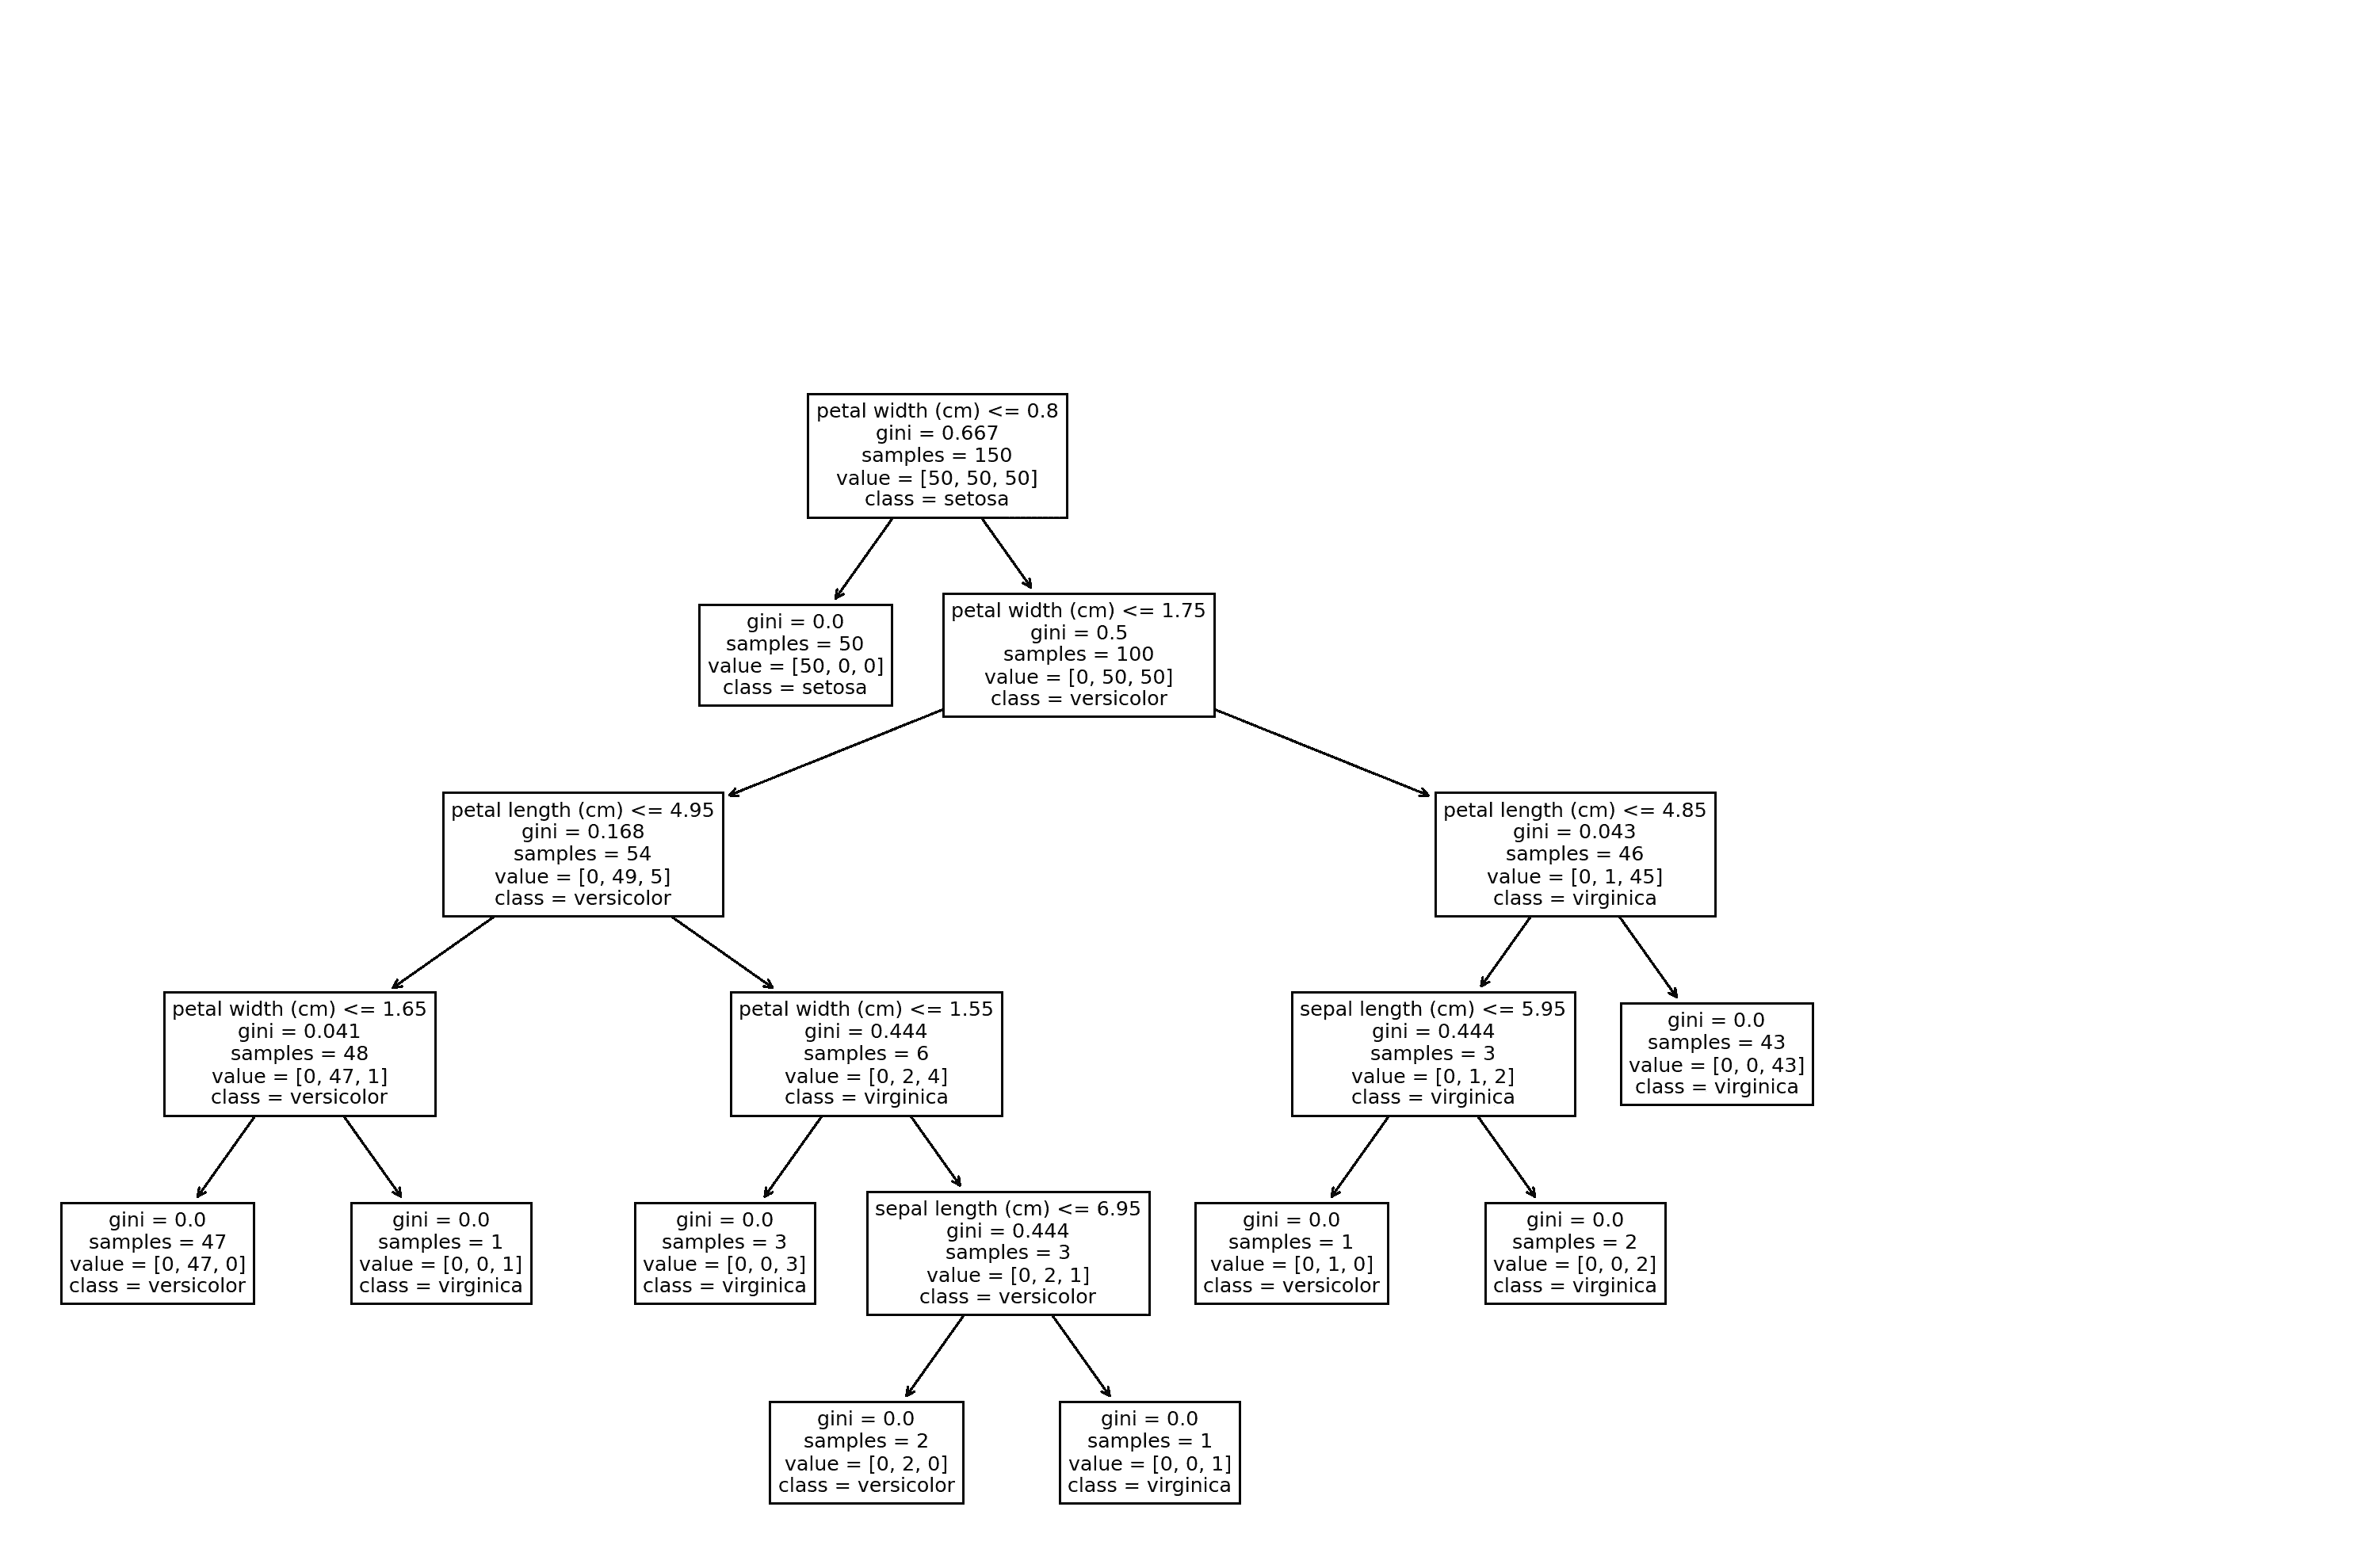 petal width (cm) <= 0.8
gini = 0.667
samples = 150
value = [50, 50, 50]
class = setosa
gini = 0.0
samples = 50
value = [50, 0, 0]
class = setosa
petal width (cm) <= 1.75
gini = 0.5
samples = 100
value = [0, 50, 50]
class = versicolor
petal length (cm) <= 4.95
gini = 0.168
samples = 54
value = [0, 49, 5]
class = versicolor
petal length (cm) <= 4.85
gini = 0.043
samples = 46
value = [0, 1, 45]
class = virginica
petal width (cm) <= 1.65
gini = 0.041
samples = 48
value = [0, 47, 1]
class = versicolor
petal width (cm) <= 1.55
gini = 0.444
samples = 6
value = [0, 2, 4]
class = virginica
sepal length (cm) <= 5.95
gini = 0.444
samples = 3
value = [0, 1, 2]
class = virginica
gini = 0.0
samples = 43
value = [0, 0, 43]
class = virginica
gini = 0.0
samples = 47
value = [0, 47, 0]
class = versicolor
gini = 0.0
samples = 1
value = [0, 0, 1]
class = virginica
gini = 0.0
samples = 3
value = [0, 0, 3]
class = virginica
sepal length (cm) <= 6.95
gini = 0.444
samples = 3
value = [0, 2, 1]
class = versicolor
gini = 0.0
samples = 1
value = [0, 1, 0]
class = versicolor
gini = 0.0
samples = 2
value = [0, 0, 2]
class = virginica
gini = 0.0
samples = 2
value = [0, 2, 0]
class = versicolor
gini = 0.0
samples = 1
value = [0, 0, 1]
class = virginica